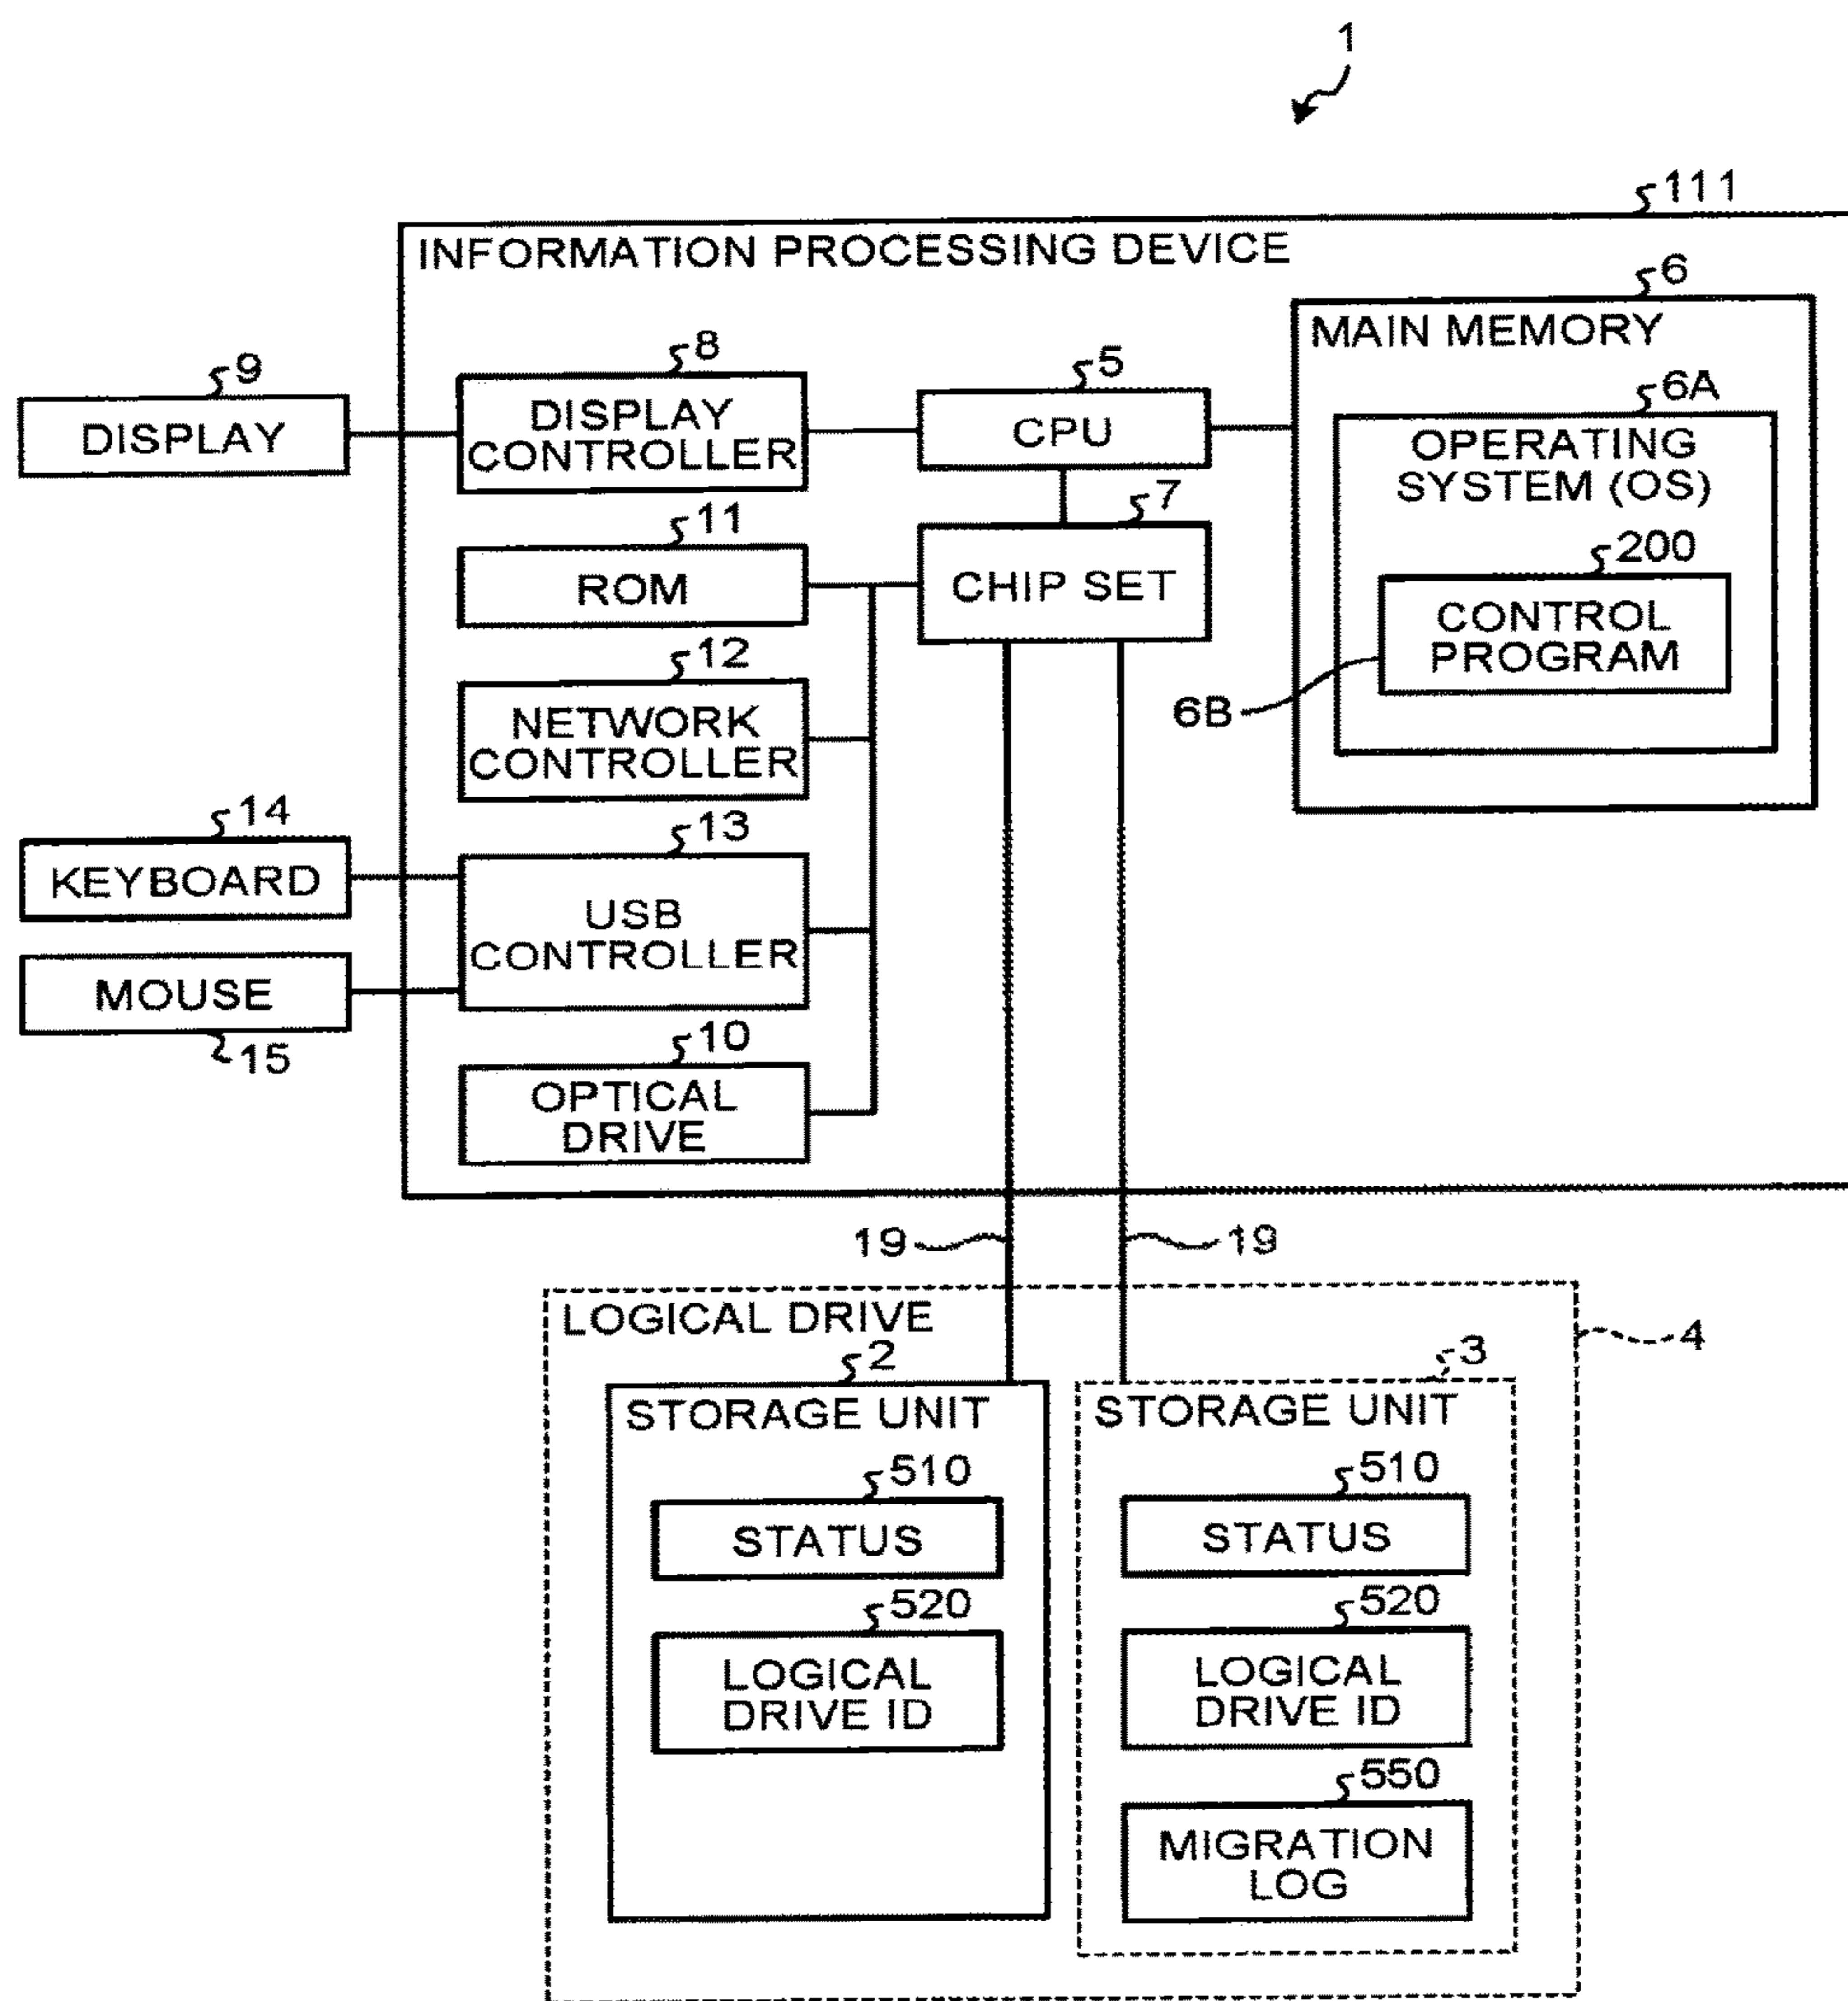 1
111
INFORMATION PROCESSING DEVICE
6
MAIN MEMORY
9
DISPLAY
8
DISPLAY
CONTROLLER
5
CPU
6A
OPERATING
SYSTEM (OS)
7
CHIP SET
11
ROM
200
CONTROL
PROGRAM
6B
12
NETWORK
CONTROLLER
14
KEYBOARD
13
USB
CONTROLLER
MOUSE
15
10
OPTICAL
DRIVE
19
19
LOGICAL DRIVE
4
2
STORAGE UNIT
510
STATUS
520
LOGICAL
DRIVE ID
3
STORAGE UNIT
510
STATUS
520
LOGICAL
DRIVE ID
550
MIGRATION
LOG